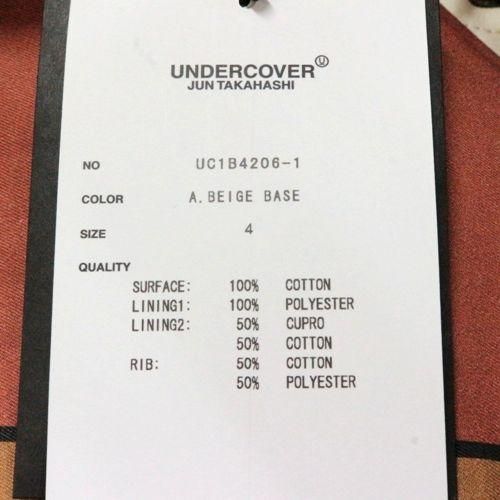 UNDERCOVER Ⓤ
JUN TAKAHASHI
NO UC1B4206-1
COLOR A.BEIGE BASE
SIZE 4
QUALITY
SURFACE: 100% COTTON
LINING1: 100% POLYESTER
LINING2: 50% CUPRO
50% COTTON
RIB: 50% COTTON
50% POLYESTER